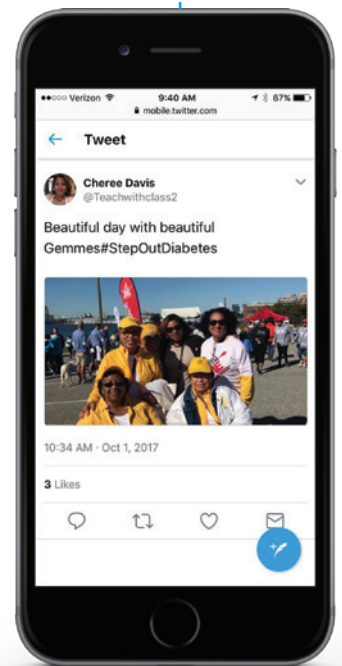 Verizon 9:40 AM 67%
mobile.twitter.com
Tweet
Cheree Davis
@Teachwithclass2
Beautiful day with beautiful
Gemmes#StepOutDiabetes
10:34 AM · Oct 1, 2017
3 Likes